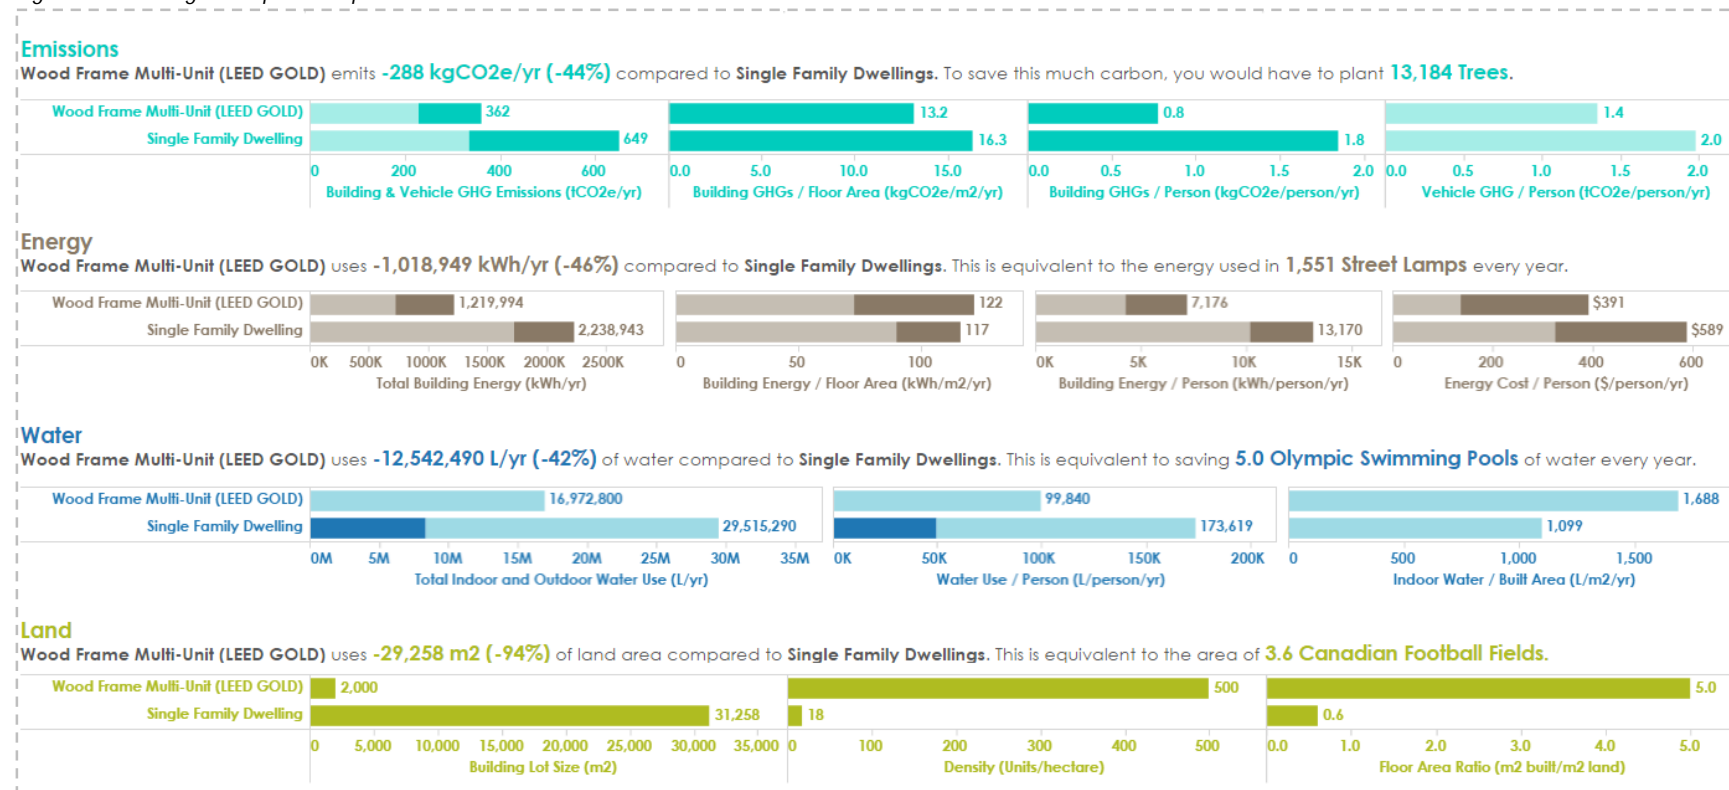 Emissions
Wood Frame Multi-Unit (LEED GOLD) emits -288 kgCO2e/yr (-44%) compared to Single Family Dwellings. To save this much carbon, you would have to plant 13,184 Trees.
Wood Frame Multi-Unit (LEED GOLD) 362 13.2 0.8 1.4
Single Family Dwelling 649 16.3 1.8 2.0
0 200 400 600 0.0 5.0 10.0 15.0 0.0 0.5 1.0 1.5 2.0 0.0 0.5 1.0 1.5 2.0
Building & Vehicle GHG Emissions (tCO2e/yr) Building GHGs / Floor Area (kgCO2e/m2/yr) Building GHGs / Person (kgCO2e/person/yr) Vehicle GHG / Person (tCO2e/person/yr)
Energy
Wood Frame Multi-Unit (LEED GOLD) uses -1,018,949 kWh/yr (-46%) compared to Single Family Dwellings. This is equivalent to the energy used in 1,551 Street Lamps every year.
Wood Frame Multi-Unit (LEED GOLD) 1,219,994 122 7,176 $391
Single Family Dwelling 2,238,943 117 13,170 $589
0K 500K 1000K 1500K 2000K 2500K 0 50 100 0K 5K 10K 15K 0 200 400 600
Total Building Energy (kWh/yr) Building Energy / Floor Area (kWh/m2/yr) Building Energy / Person (kWh/person/yr) Energy Cost / Person ($/person/yr)
Water
Wood Frame Multi-Unit (LEED GOLD) uses -12,542,490 L/yr (-42%) of water compared to Single Family Dwellings. This is equivalent to saving 5.0 Olympic Swimming Pools of water every year.
Wood Frame Multi-Unit (LEED GOLD) 16,972,800 99,840 1,688
Single Family Dwelling 29,515,290 173,619 1,099
0M 5M 10M 15M 20M 25M 30M 35M 0K 50K 100K 150K 200K 0 500 1,000 1,500
Total Indoor and Outdoor Water Use (L/yr) Water Use / Person (L/person/yr) Indoor Water / Built Area (L/m2/yr)
Land
Wood Frame Multi-Unit (LEED GOLD) uses -29,258 m2 (-94%) of land area compared to Single Family Dwellings. This is equivalent to the area of 3.6 Canadian Football Fields.
Wood Frame Multi-Unit (LEED GOLD) 2,000 500 5.0
Single Family Dwelling 31,258 18 0.6
0 5,000 10,000 15,000 20,000 25,000 30,000 35,000 0 100 200 300 400 500 0.0 1.0 2.0 3.0 4.0 5.0
Building Lot Size (m2) Density (Units/hectare) Floor Area Ratio (m2 built/m2 land)